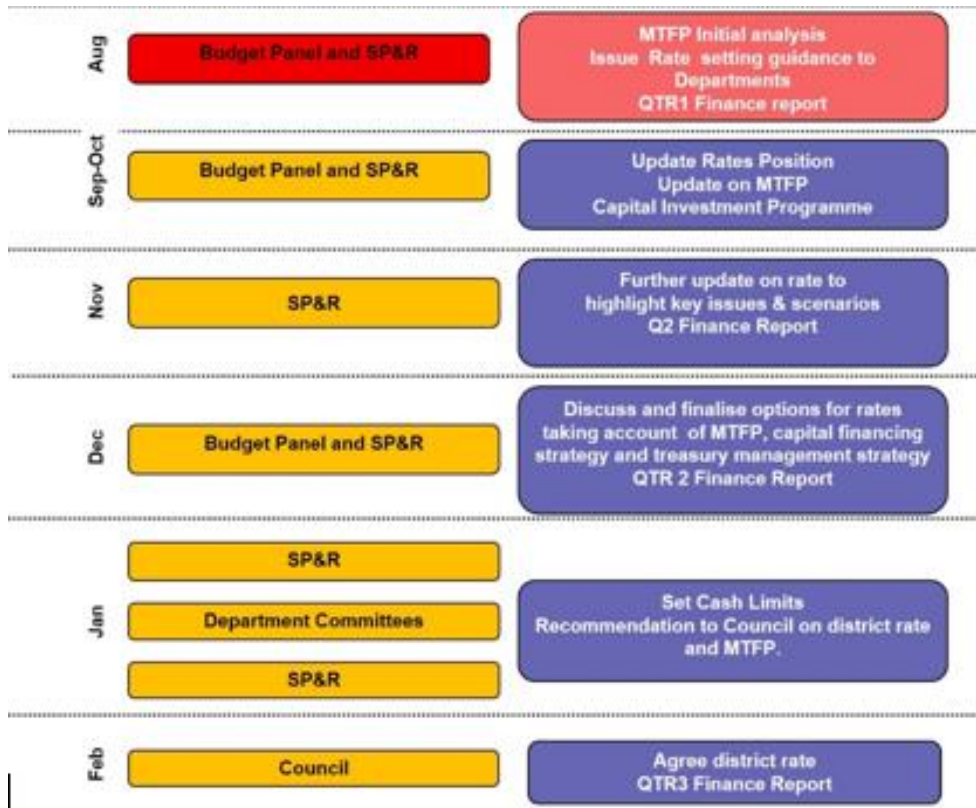 Aug
Budget Panel and SP&R
MTFP Initial analysis
Issue Rate setting guidance to
Departments
QTR1 Finance report
Sep-Oct
Budget Panel and SP&R
Update Rates Position
Update on MTFP
Capital Investment Programme
Nov
SP&R
Further update on rate to
highlight key issues & scenarios
Q2 Finance Report
Dec
Budget Panel and SP&R
Discuss and finalise options for rates
taking account of MTFP, capital financing
strategy and treasury management strategy
QTR 2 Finance Report
Jan
SP&R
Department Committees
SP&R
Set Cash Limits
Recommendation to Council on district rate
and MTFP.
Feb
Council
Agree district rate
QTR3 Finance Report